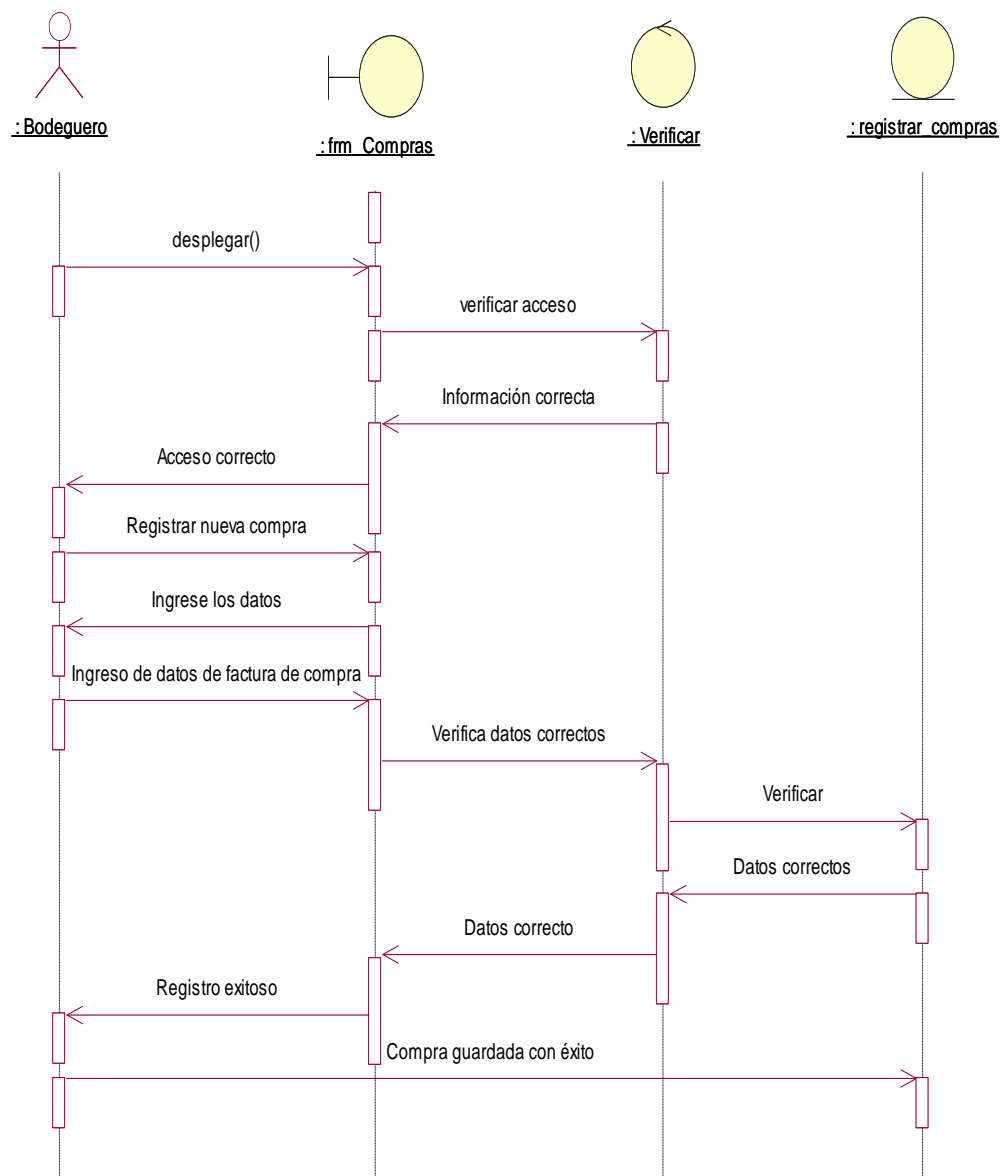 : Bodeguero
: frm_Compras
: Verificar
: registrar_compras
desplegar()
verificar acceso
Información correcta
Acceso correcto
Registrar nueva compra
Ingrese los datos
Ingreso de datos de factura de compra
Verifica datos correctos
Verificar
Datos correctos
Datos correcto
Registro exitoso
Compra guardada con éxito